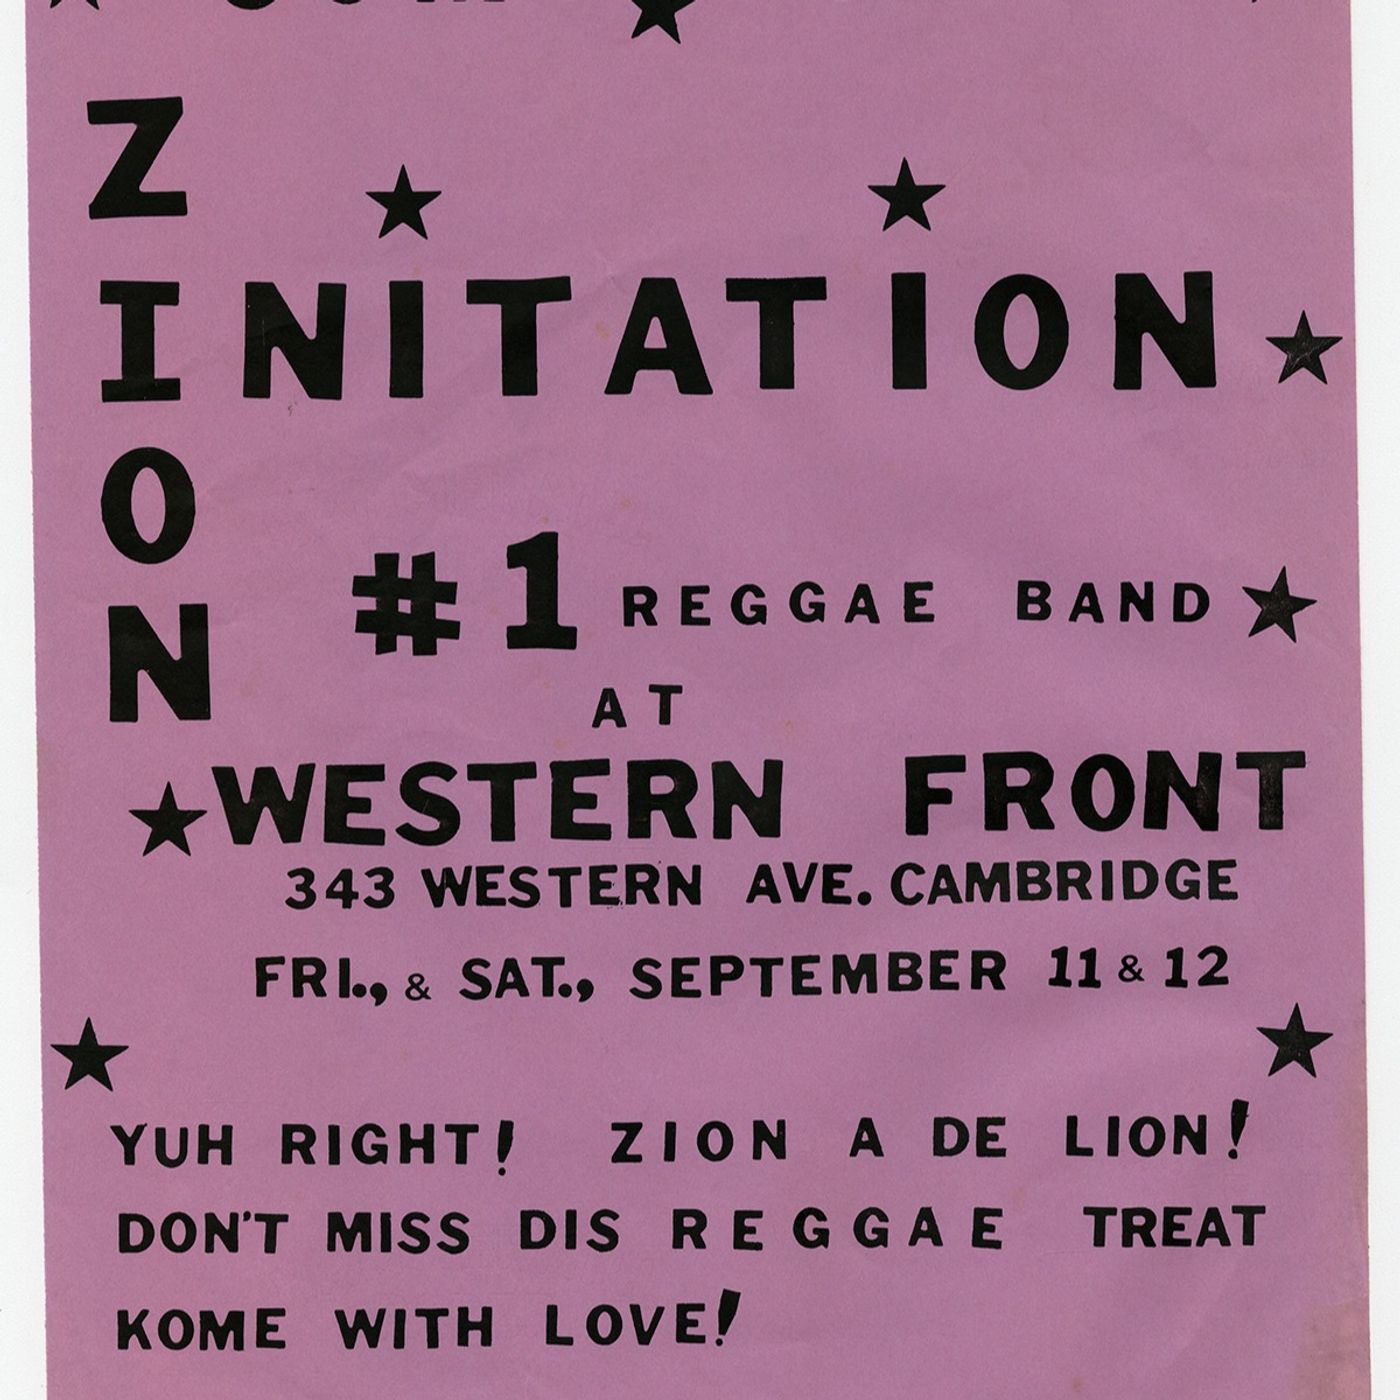 ZION
INITATION
#1 REGGAE BAND
AT
WESTERN FRONT
343 WESTERN AVE. CAMBRIDGE
FRI., & SAT., SEPTEMBER 11 & 12
YUH RIGHT! ZION A DE LION!
DON'T MISS DIS REGGAE TREAT
KOME WITH LOVE!